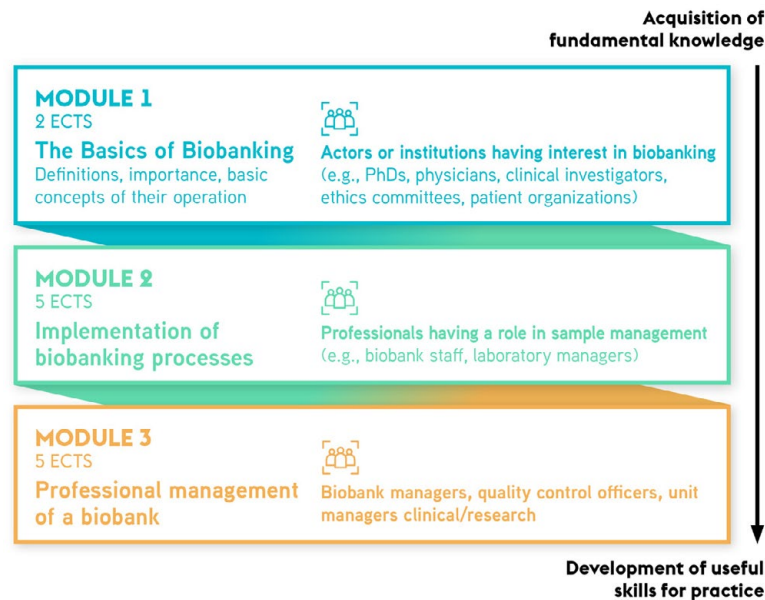 Acquisition of
fundamental knowledge
MODULE 1
2 ECTS
The Basics of Biobanking
Definitions, importance, basic
concepts of their operation
Actors or institutions having interest in biobanking
(e.g., PhDs, physicians, clinical investigators,
ethics committees, patient organizations)
MODULE 2
5 ECTS
Implementation of
biobanking processes
Professionals having a role in sample management
(e.g., biobank staff, laboratory managers)
MODULE 3
5 ECTS
Professional management
of a biobank
Biobank managers, quality control officers, unit
managers clinical/research
Development of useful
skills for practice